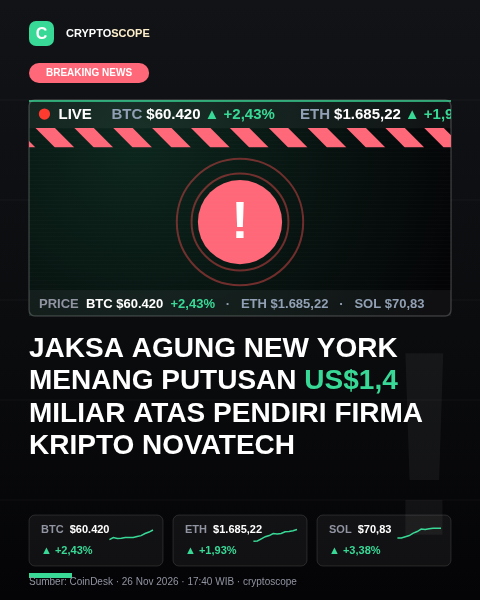 C CRYPTOSCOPE
BREAKING NEWS
LIVE BTC $60.420 ▲ +2,43% ETH $1.685,22 ▲ +1,9
!
PRICE BTC $60.420 +2,43% · ETH $1.685,22 · SOL $70,83
JAKSA AGUNG NEW YORK
MENANG PUTUSAN US$1,4
MILIAR ATAS PENDIRI FIRMA
KRIPTO NOVATECH
!
BTC $60.420 ETH $1.685,22 SOL $70,83
▲ +2,43% ▲ +1,93% ▲ +3,38%
Sumber: CoinDesk · 26 Nov 2026 · 17:40 WIB · cryptoscope